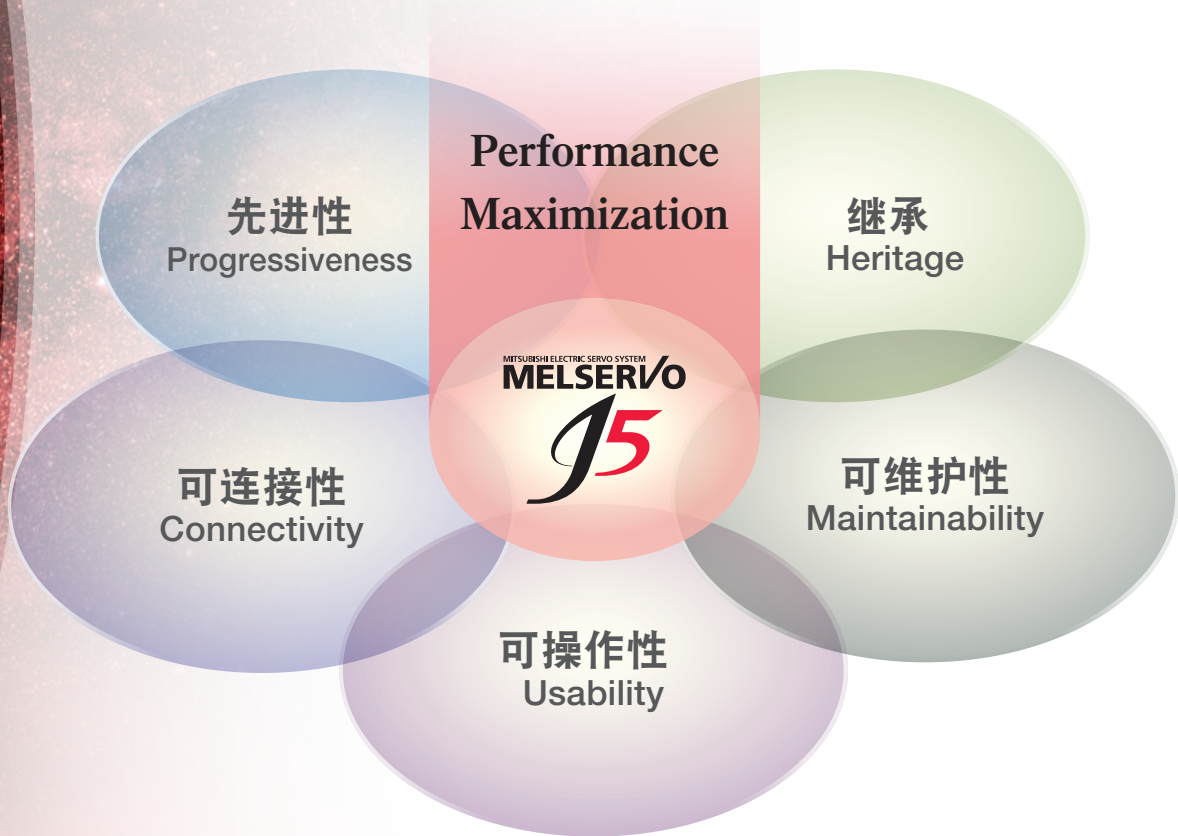 Performance
Maximization
先进性
Progressiveness
继承
Heritage
MITSUBISHI ELECTRIC SERVO SYSTEM
MELSERVO
J5
可连接性
Connectivity
可维护性
Maintainability
可操作性
Usability